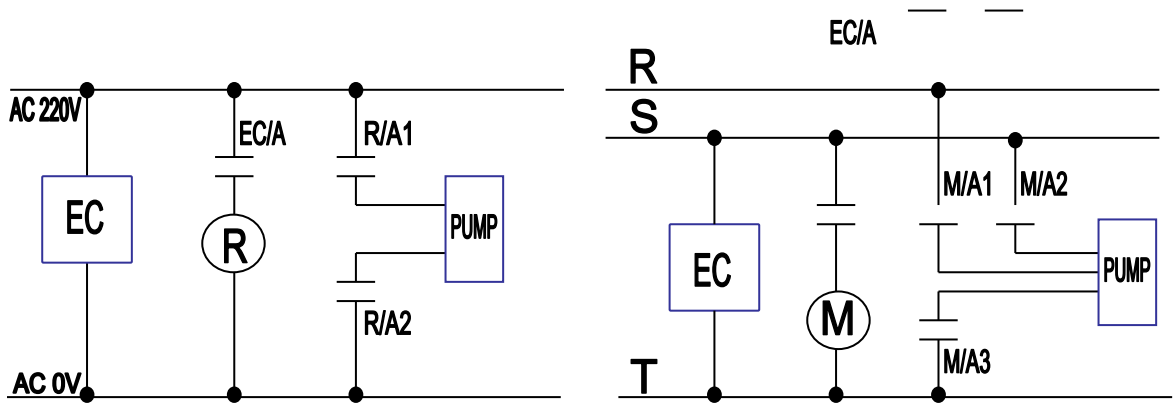 AC 220V
EC/A
R/A1
EC
R
PUMP
R/A2
AC 0V
EC/A
R
S
M/A1
M/A2
EC
M
PUMP
M/A3
T